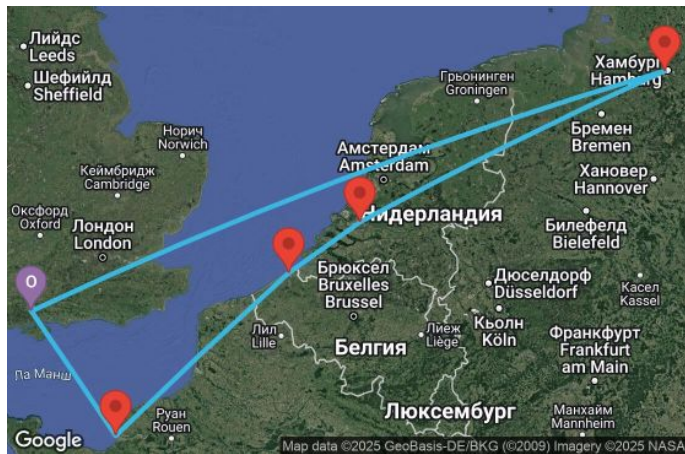 Лийдс
Leeds
Шефийлд
Sheffield
Норич
Norwich
Кеймбридж
Cambridge
Оксфорд
Oxford
Лондон
London
О
Ла Манш
Руан
Rouen
Лил
Lille
Амстердам
Amsterdam
Нидерландия
Брюксел
Bruxelles
Brussel
Белгия
Лиеж
Liège
Люксембург
Грьонинген
Groningen
Хамбург
Hamburg
Бремен
Bremen
Хановер
Hannover
Билефелд
Bielefeld
Дюселдорф
Düsseldorf
Кьолн
Köln
Касел
Kassel
Франкфурт
Frankfurt
am Main
Манхайм
Mannheim
Google
Map data ©2025 GeoBasis-DE/BKG (©2009) Imagery ©2025 NASA